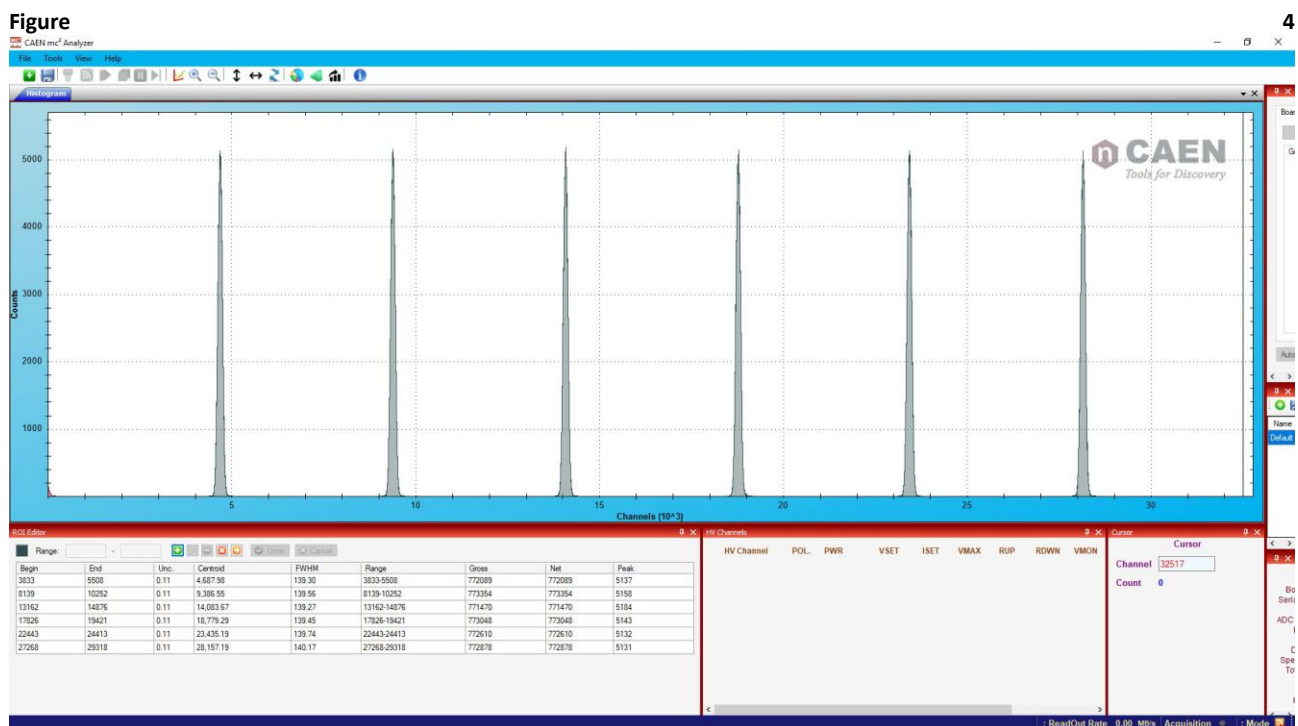 Figure 4
CAEN mc² Analyzer
File Tools View Help
Histogram
5000
4000
3000
2000
1000
Counts
5 10 15 20 25 30
Channels (10^3)
n CAEN
Tools for Discovery
Boar
Auto
Name
Default
ROI Editor
Range: - Done Cancel
Begin End Unc. Centroid FWHM Range Gross Net Peak
3833 5508 0.11 4,687.98 139.30 3833-5508 772089 772089 5137
8139 10252 0.11 9,386.55 139.56 8139-10252 773354 773354 5158
13162 14876 0.11 14,083.67 139.27 13162-14876 771470 771470 5184
17826 19421 0.11 18,779.29 139.45 17826-19421 773048 773048 5143
22443 24413 0.11 23,435.19 139.74 22443-24413 772610 772610 5132
27268 29318 0.11 28,157.19 140.17 27268-29318 772878 772878 5131
HV Channels
HV Channel POL. PWR VSET ISET VMAX RUP RDWN VMON
Cursor
Cursor
Channel 32517
Count 0
Bo
Seria
ADC
D
Spe
To
: ReadOut Rate 0.00 MB/s Acquisition : Mode